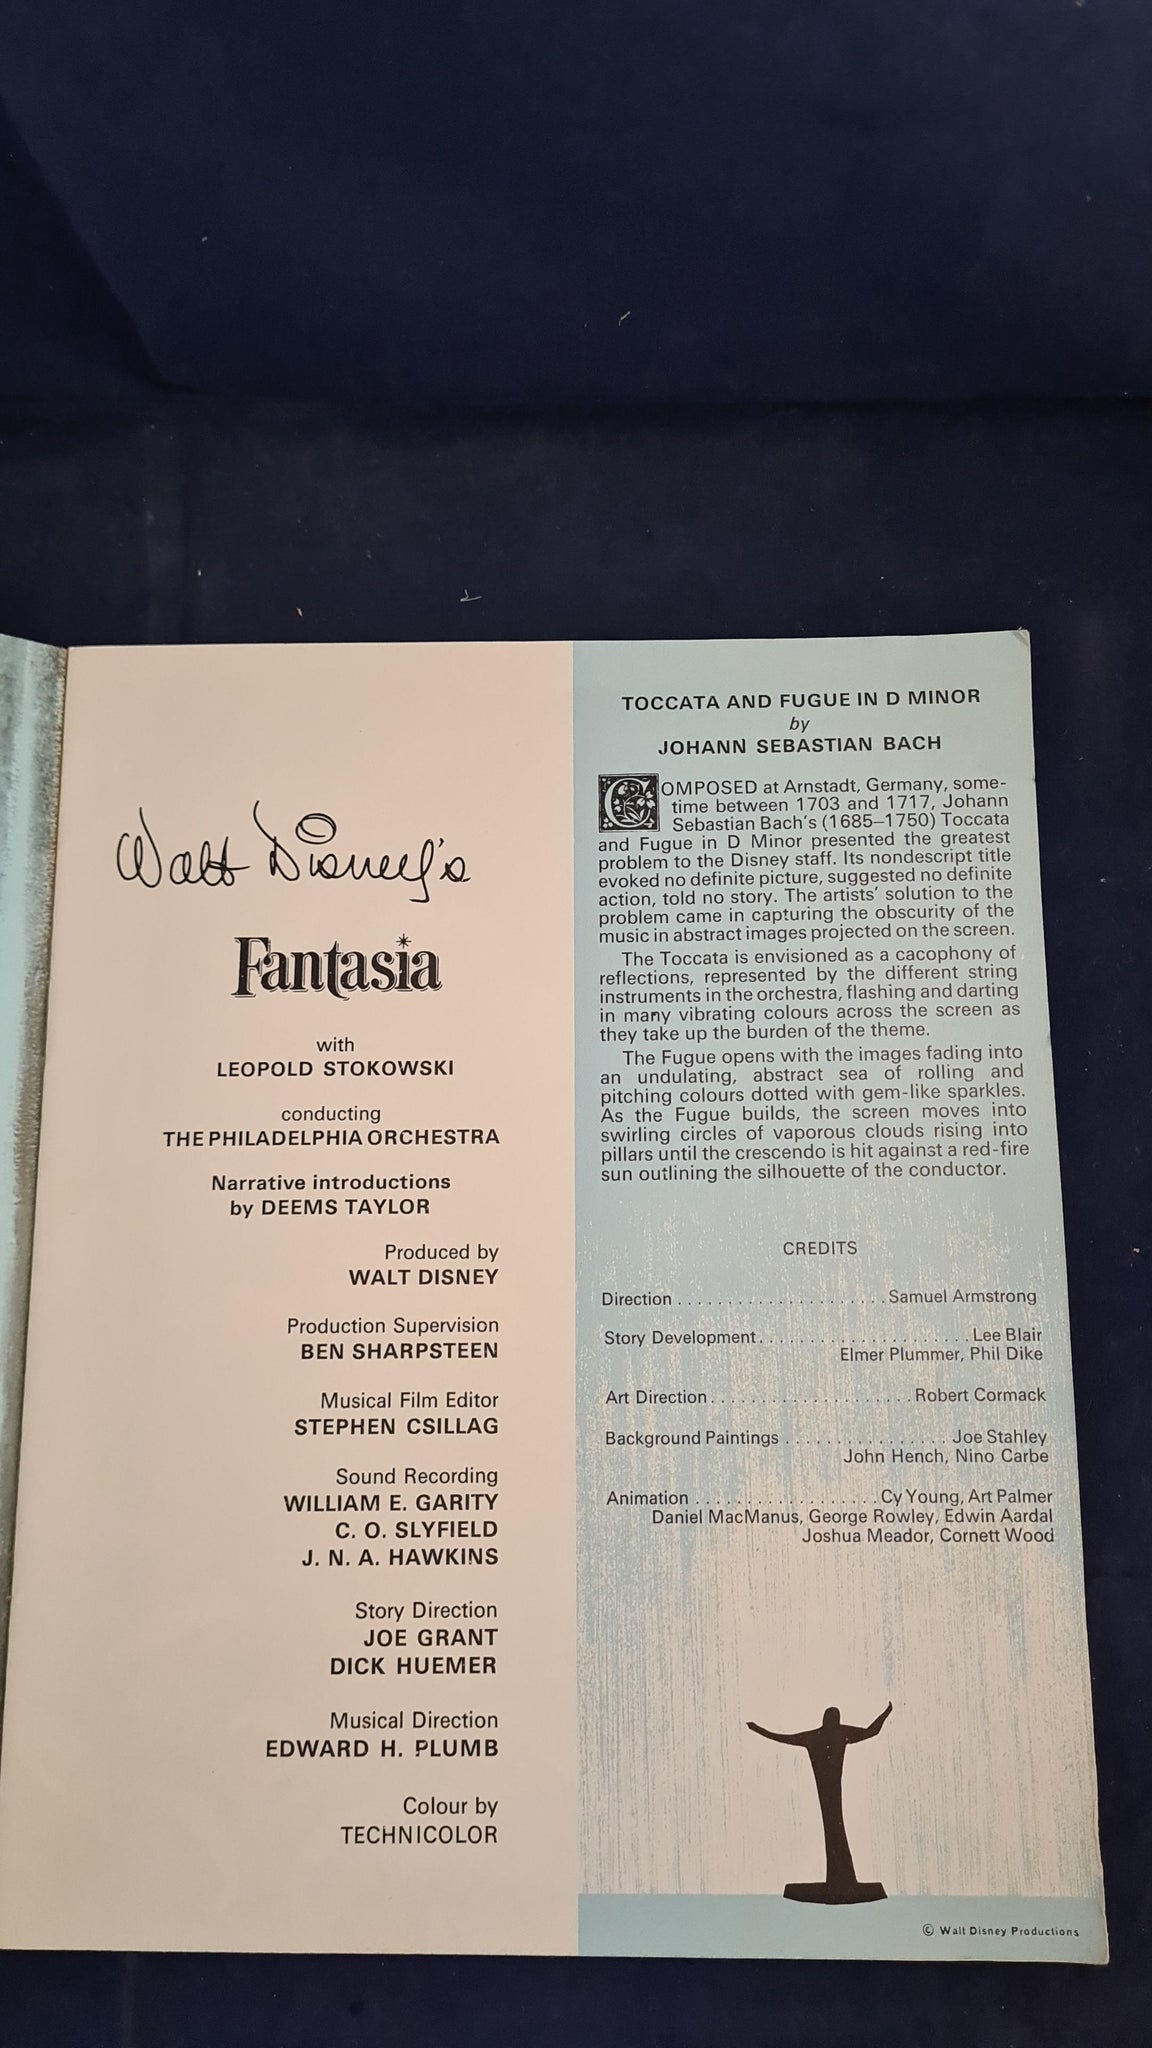 Walt Disney's
Fantasia
with
LEOPOLD STOKOWSKI
conducting
THE PHILADELPHIA ORCHESTRA
Narrative introductions
by DEEMS TAYLOR
Produced by
WALT DISNEY
Production Supervision
BEN SHARPSTEEN
Musical Film Editor
STEPHEN CSILLAG
Sound Recording
WILLIAM E. GARITY
C. O. SLYFIELD
J. N. A. HAWKINS
Story Direction
JOE GRANT
DICK HUEMER
Musical Direction
EDWARD H. PLUMB
Colour by
TECHNICOLOR
TOCCATA AND FUGUE IN D MINOR
by
JOHANN SEBASTIAN BACH
COMPOSED at Arnstadt, Germany, some-
time between 1703 and 1717, Johann
Sebastian Bach's (1685–1750) Toccata
and Fugue in D Minor presented the greatest
problem to the Disney staff. Its nondescript title
evoked no definite picture, suggested no definite
action, told no story. The artists' solution to the
problem came in capturing the obscurity of the
music in abstract images projected on the screen.
The Toccata is envisioned as a cacophony of
reflections, represented by the different string
instruments in the orchestra, flashing and darting
in many vibrating colours across the screen as
they take up the burden of the theme.
The Fugue opens with the images fading into
an undulating, abstract sea of rolling and
pitching colours dotted with gem-like sparkles.
As the Fugue builds, the screen moves into
swirling circles of vaporous clouds rising into
pillars until the crescendo is hit against a red-fire
sun outlining the silhouette of the conductor.
CREDITS
Direction . . . . . . . . . . . . . . . . . . . . . Samuel Armstrong
Story Development . . . . . . . . . . . . . . . . . . . . . Lee Blair
Elmer Plummer, Phil Dike
Art Direction . . . . . . . . . . . . . . . . . . . . Robert Cormack
Background Paintings . . . . . . . . . . . . . . . . Joe Stahley
John Hench, Nino Carbe
Animation . . . . . . . . . . . . . . . . . . Cy Young, Art Palmer
Daniel MacManus, George Rowley, Edwin Aardal
Joshua Meador, Cornett Wood
© Walt Disney Productions